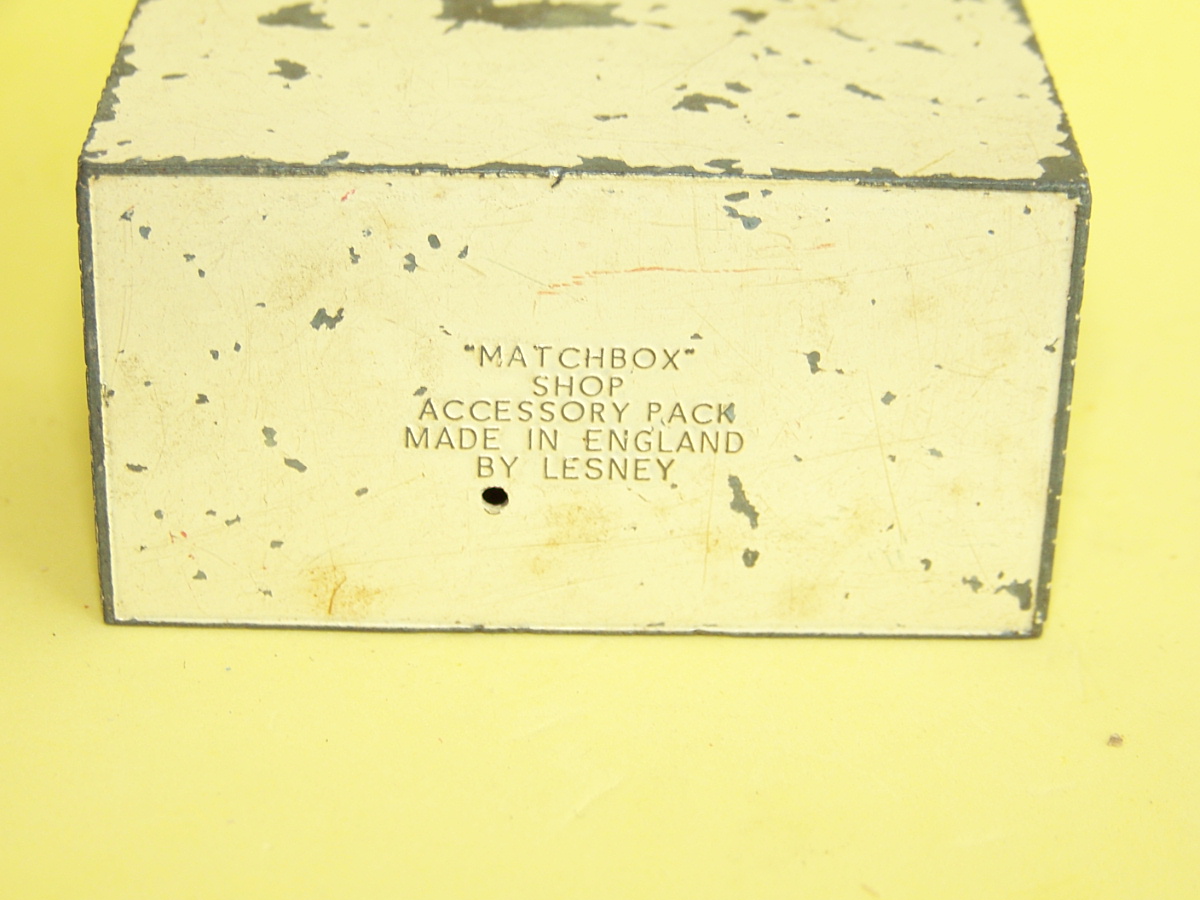 "MATCHBOX"
SHOP
ACCESSORY PACK
MADE IN ENGLAND
BY LESNEY